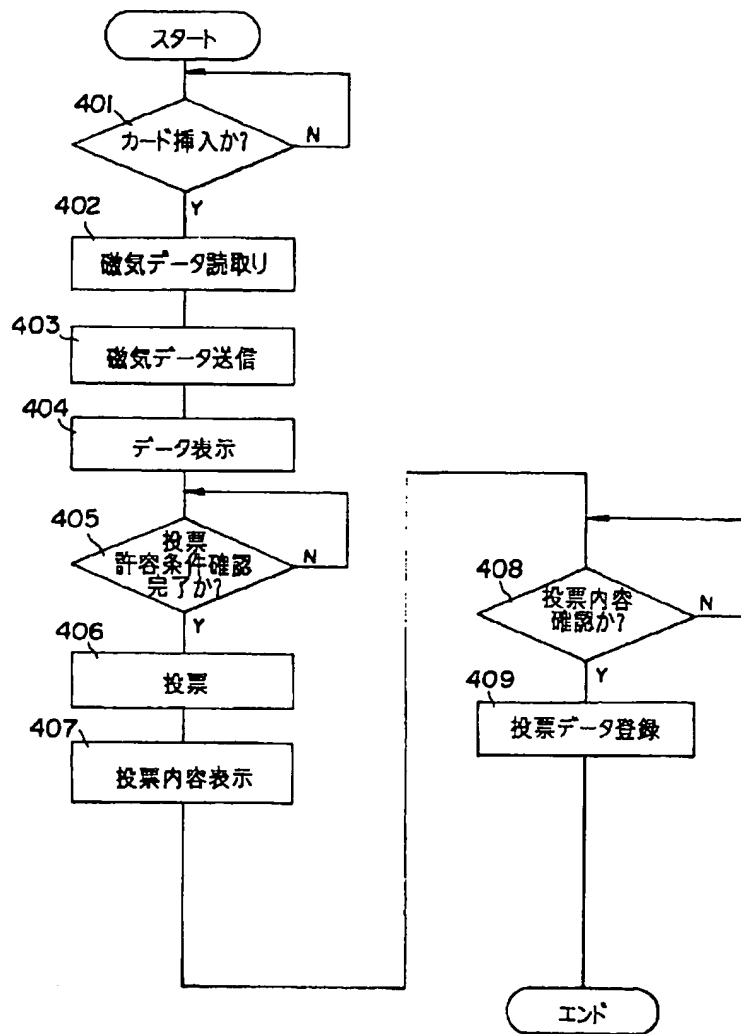 スタート
401
カード挿入か?
N
Y
402
磁気データ読取り
403
磁気データ送信
404
データ表示
405
投票
許容条件確認
完了か?
N
Y
406
投票
407
投票内容表示
408
投票内容
確認か?
N
Y
409
投票データ登録
エンド